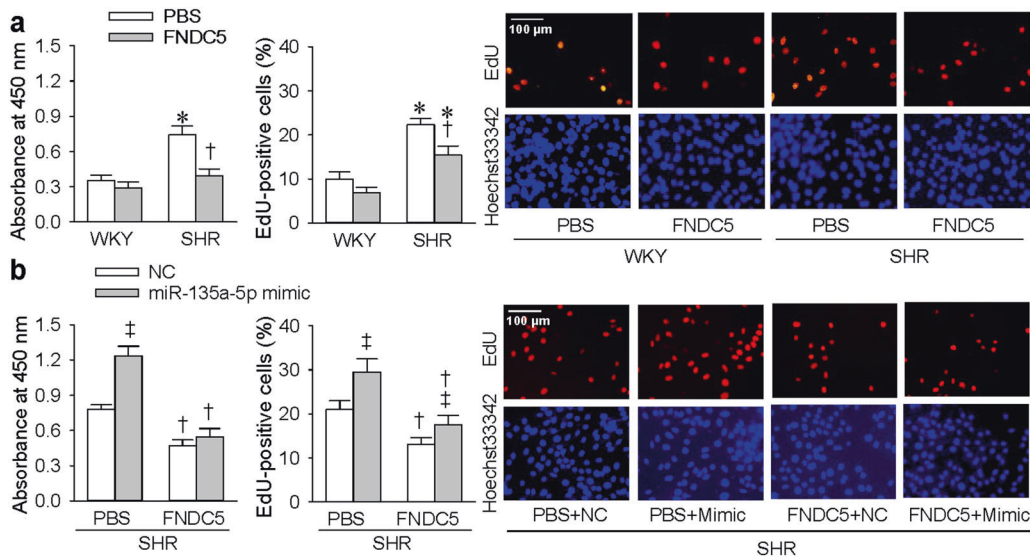 a
PBS
FNDC5
Absorbance at 450 nm
1.5
1.2
0.9
0.6
0.3
0.0
*
†
WKY
SHR
EdU-positive cells (%)
40
30
20
10
0
*
*
†
WKY
SHR
100 µm
EdU
Hoechst33342
PBS
FNDC5
PBS
FNDC5
WKY
SHR
b
NC
miR-135a-5p mimic
Absorbance at 450 nm
1.5
1.2
0.9
0.6
0.3
0.0
‡
†
†
PBS
FNDC5
SHR
EdU-positive cells (%)
40
30
20
10
0
‡
†
†
‡
PBS
FNDC5
SHR
100 µm
EdU
Hoechst33342
PBS+NC
PBS+Mimic
FNDC5+NC
FNDC5+Mimic
SHR